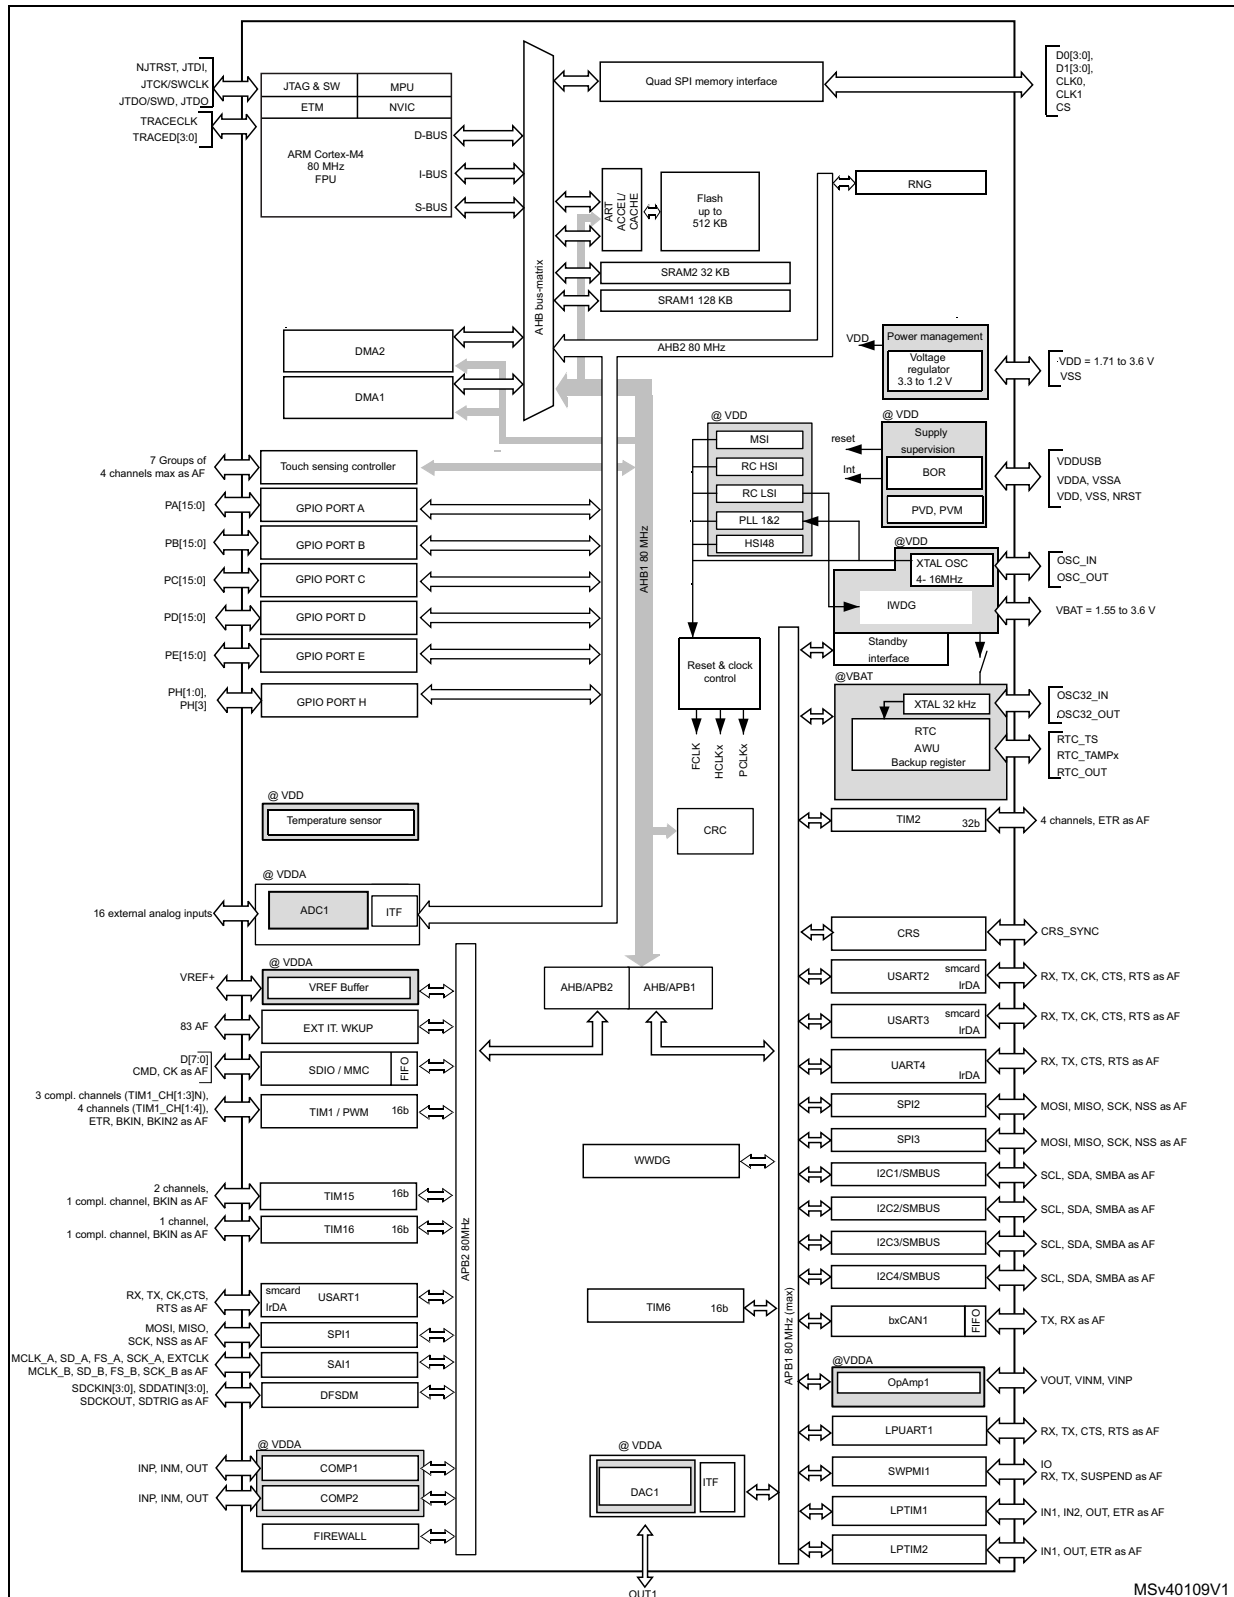 NJTRST, JTDI,
JTCK/SWCLK
JTDO/SWD, JTDO
TRACECLK
TRACED[3:0]
JTAG & SW
MPU
ETM
NVIC
ARM Cortex-M4
80 MHz
FPU
D-BUS
I-BUS
S-BUS
AHB bus-matrix
Quad SPI memory interface
D0[3:0],
D1[3:0],
CLK0,
CLK1
CS
ART
ACCEL/
CACHE
Flash
up to
512 KB
RNG
SRAM2 32 KB
SRAM1 128 KB
AHB2 80 MHz
DMA2
DMA1
VDD
Power management
Voltage
regulator
3.3 to 1.2 V
VDD = 1.71 to 3.6 V
VSS
@ VDD
MSI
RC HSI
RC LSI
PLL 1&2
HSI48
@ VDD
reset
Int
Supply
supervision
BOR
PVD, PVM
VDDUSB
VDDA, VSSA
VDD, VSS, NRST
7 Groups of
4 channels max as AF
Touch sensing controller
PA[15:0]
GPIO PORT A
PB[15:0]
GPIO PORT B
PC[15:0]
GPIO PORT C
PD[15:0]
GPIO PORT D
PE[15:0]
GPIO PORT E
PH[1:0],
PH[3]
GPIO PORT H
AHB1 80 MHz
@VDD
XTAL OSC
4- 16MHz
IWDG
OSC_IN
OSC_OUT
VBAT = 1.55 to 3.6 V
Standby
interface
Reset & clock
control
FCLK
HCLKx
PCLKx
@VBAT
XTAL 32 kHz
RTC
AWU
Backup register
OSC32_IN
OSC32_OUT
RTC_TS
RTC_TAMPx
RTC_OUT
@ VDD
Temperature sensor
CRC
TIM2
32b
4 channels, ETR as AF
@ VDDA
16 external analog inputs
ADC1
ITF
CRS
CRS_SYNC
@ VDDA
VREF+
VREF Buffer
AHB/APB2
AHB/APB1
USART2
smcard
IrDA
RX, TX, CK, CTS, RTS as AF
83 AF
EXT IT. WKUP
USART3
smcard
IrDA
RX, TX, CK, CTS, RTS as AF
D[7:0]
CMD, CK as AF
SDIO / MMC
FIFO
UART4
IrDA
RX, TX, CTS, RTS as AF
3 compl. channels (TIM1_CH[1:3]N),
4 channels (TIM1_CH[1:4]),
ETR, BKIN, BKIN2 as AF
TIM1 / PWM
16b
SPI2
MOSI, MISO, SCK, NSS as AF
SPI3
MOSI, MISO, SCK, NSS as AF
WWDG
I2C1/SMBUS
SCL, SDA, SMBA as AF
2 channels,
1 compl. channel, BKIN as AF
TIM15
16b
I2C2/SMBUS
SCL, SDA, SMBA as AF
1 channel,
1 compl. channel, BKIN as AF
TIM16
16b
I2C3/SMBUS
SCL, SDA, SMBA as AF
APB2 80MHz
I2C4/SMBUS
SCL, SDA, SMBA as AF
RX, TX, CK,CTS,
RTS as AF
smcard
IrDA
USART1
TIM6
16b
APB1 80 MHz (max)
bxCAN1
FIFO
TX, RX as AF
MOSI, MISO,
SCK, NSS as AF
SPI1
MCLK_A, SD_A, FS_A, SCK_A, EXTCLK
MCLK_B, SD_B, FS_B, SCK_B as AF
SAI1
@VDDA
OpAmp1
VOUT, VINM, VINP
SDCKIN[3:0], SDDATIN[3:0],
SDCKOUT, SDTRIG as AF
DFSDM
LPUART1
RX, TX, CTS, RTS as AF
@ VDDA
INP, INM, OUT
COMP1
@ VDDA
DAC1
ITF
SWPMI1
IO
RX, TX, SUSPEND as AF
INP, INM, OUT
COMP2
LPTIM1
IN1, IN2, OUT, ETR as AF
FIREWALL
LPTIM2
IN1, OUT, ETR as AF
OUT1
MSv40109V1